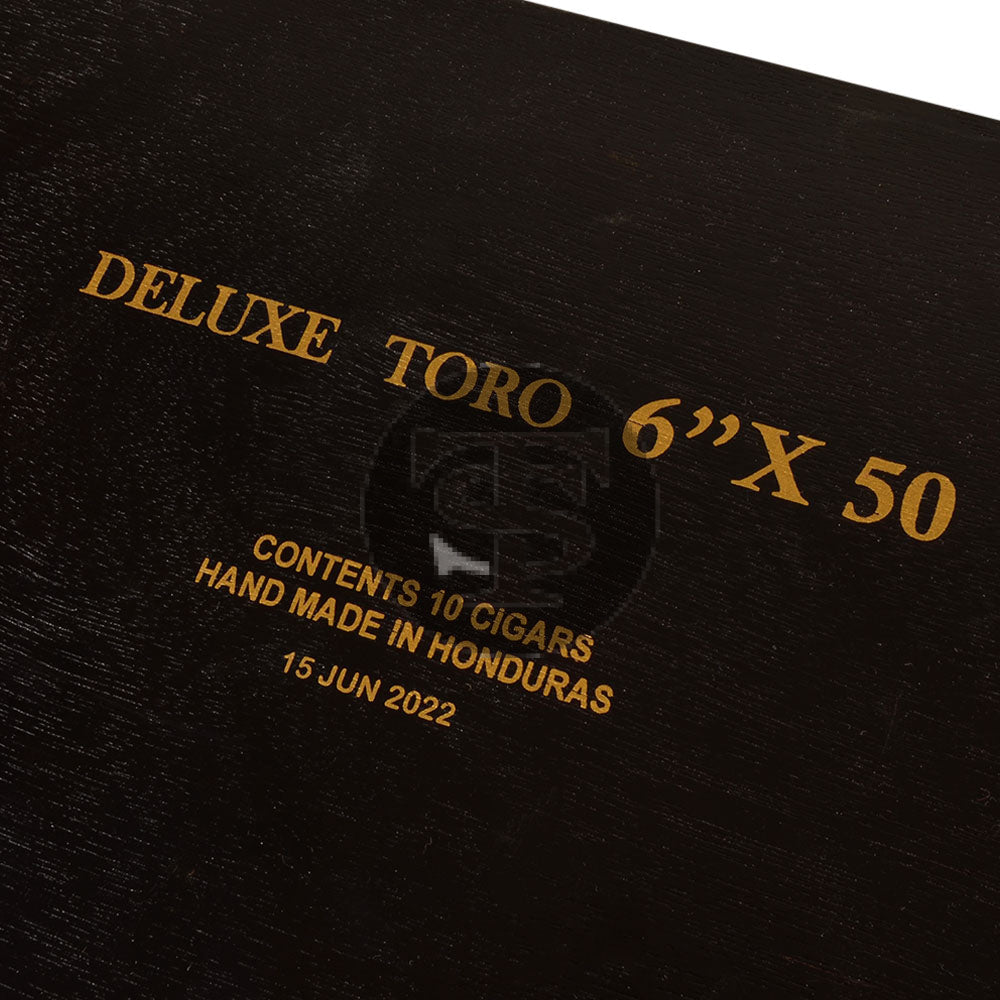 DELUXE TORO 6”X 50
CONTENTS 10 CIGARS
HAND MADE IN HONDURAS
15 JUN 2022